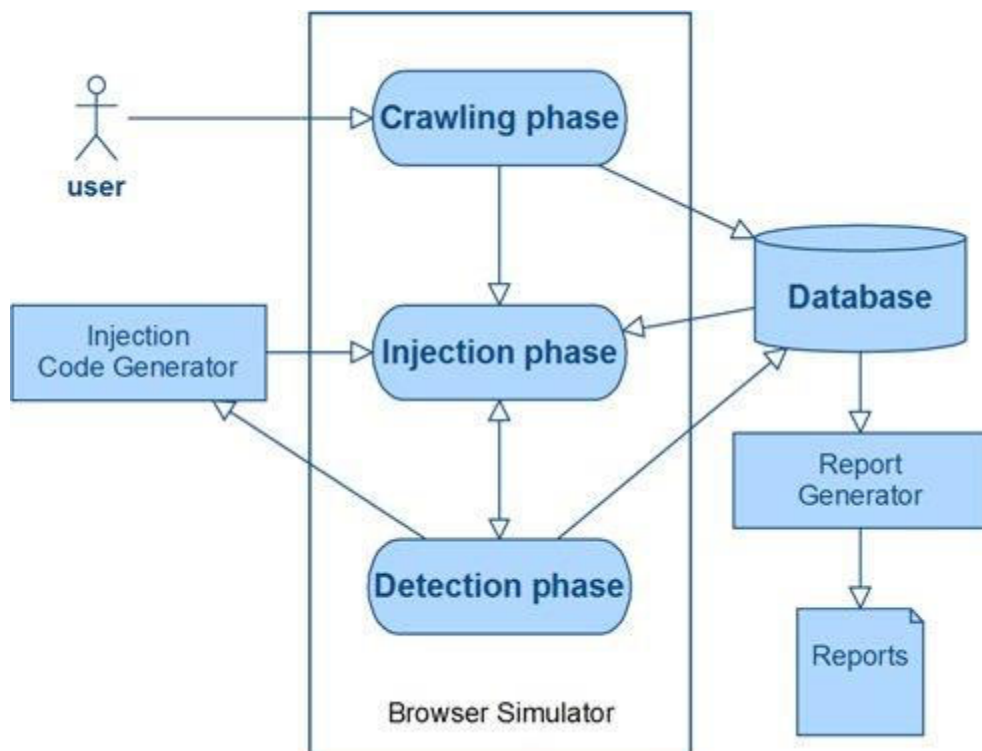 Crawling phase
user
Database
Injection
Code Generator
Injection phase
Report
Generator
Detection phase
Reports
Browser Simulator